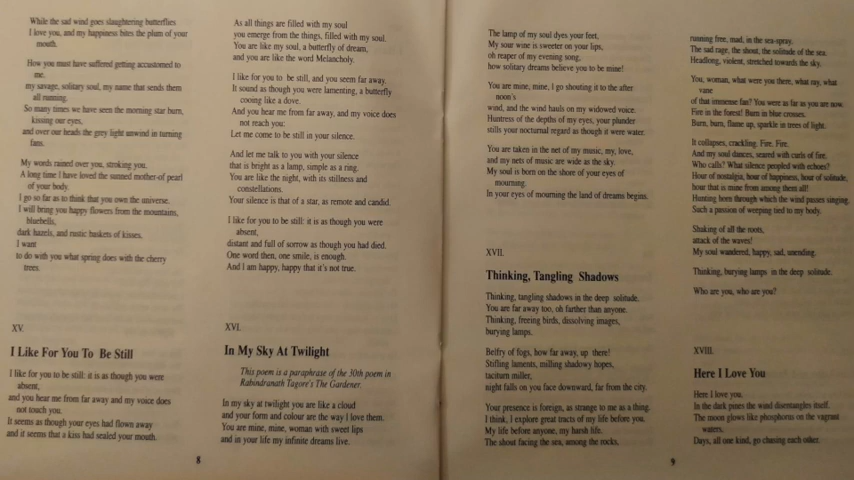 While the sad wind goes slaughtering butterflies
I love you, and my happiness bites the plum of your
mouth.
How you must have suffered getting accustomed to
me,
my savage, solitary soul, my name that sends them
all running.
So many times we have seen the morning star burn,
kissing our eyes,
and over our heads the grey light unwind in turning
fans.
My words rained over you, stroking you.
A long time I have loved the sunned mother-of pearl
of your body.
I go so far as to think that you own the universe.
I will bring you happy flowers from the mountains,
bluebells,
dark hazels, and rustic baskets of kisses.
I want
to do with you what spring does with the cherry
trees.
XV.
I Like For You To Be Still
I like for you to be still: it is as though you were
absent,
and you hear me from far away and my voice does
not touch you.
It seems as though your eyes had flown away
and it seems that a kiss had sealed your mouth.
As all things are filled with my soul
you emerge from the things, filled with my soul.
You are like my soul, a butterfly of dream,
and you are like the word Melancholy.
I like for you to be still, and you seem far away.
It sound as though you were lamenting, a butterfly
cooing like a dove.
And you hear me from far away, and my voice does
not reach you:
Let me come to be still in your silence.
And let me talk to you with your silence
that is bright as a lamp, simple as a ring.
You are like the night, with its stillness and
constellations.
Your silence is that of a star, as remote and candid.
I like for you to be still: it is as though you were
absent,
distant and full of sorrow as though you had died.
One word then, one smile, is enough.
And I am happy, happy that it's not true.
XVI.
In My Sky At Twilight
This poem is a paraphrase of the 30th poem in
Rabindranath Tagore's The Gardener.
In my sky at twilight you are like a cloud
and your form and colour are the way I love them.
You are mine, mine, woman with sweet lips
and in your life my infinite dreams live.
8
The lamp of my soul dyes your feet,
My sour wine is sweeter on your lips,
oh reaper of my evening song,
how solitary dreams believe you to be mine!
You are mine, mine, I go shouting it to the after
noon's
wind, and the wind hauls on my widowed voice.
Huntress of the depths of my eyes, your plunder
stills your nocturnal regard as though it were water.
You are taken in the net of my music, my, love,
and my nets of music are wide as the sky.
My soul is born on the shore of your eyes of
mourning.
In your eyes of mourning the land of dreams begins.
XVII.
Thinking, Tangling Shadows
Thinking, tangling shadows in the deep solitude.
You are far away too, oh farther than anyone.
Thinking, freeing birds, dissolving images,
burying lamps.
Belfry of fogs, how far away, up there!
Stifling laments, milling shadowy hopes,
taciturn miller,
night falls on you face downward, far from the city.
Your presence is foreign, as strange to me as a thing.
I think, I explore great tracts of my life before you.
My life before anyone, my harsh life.
The shout facing the sea, among the rocks,
running free, mad, in the sea-spray.
The sad rage, the shout, the solitude of the sea.
Headlong, violent, stretched towards the sky.
You, woman, what were you there, what ray, what
vane
of that immense fan? You were as far as you are now.
Fire in the forest! Burn in blue crosses.
Burn, burn, flame up, sparkle in trees of light.
It collapses, crackling. Fire, Fire.
And my soul dances, seared with curls of fire.
Who calls? What silence peopled with echoes?
Hour of nostalgia, hour of happiness, hour of solitude,
hour that is mine from among them all!
Hunting horn through which the wind passes singing.
Such a passion of weeping tied to my body.
Shaking of all the roots,
attack of the waves!
My soul wandered, happy, sad, unending.
Thinking, burying lamps in the deep solitude.
Who are you, who are you?
XVIII.
Here I Love You
Here I love you.
In the dark pines the wind disentangles itself.
The moon glows like phosphorus on the vagrant
waters.
Days, all one kind, go chasing each other.
9